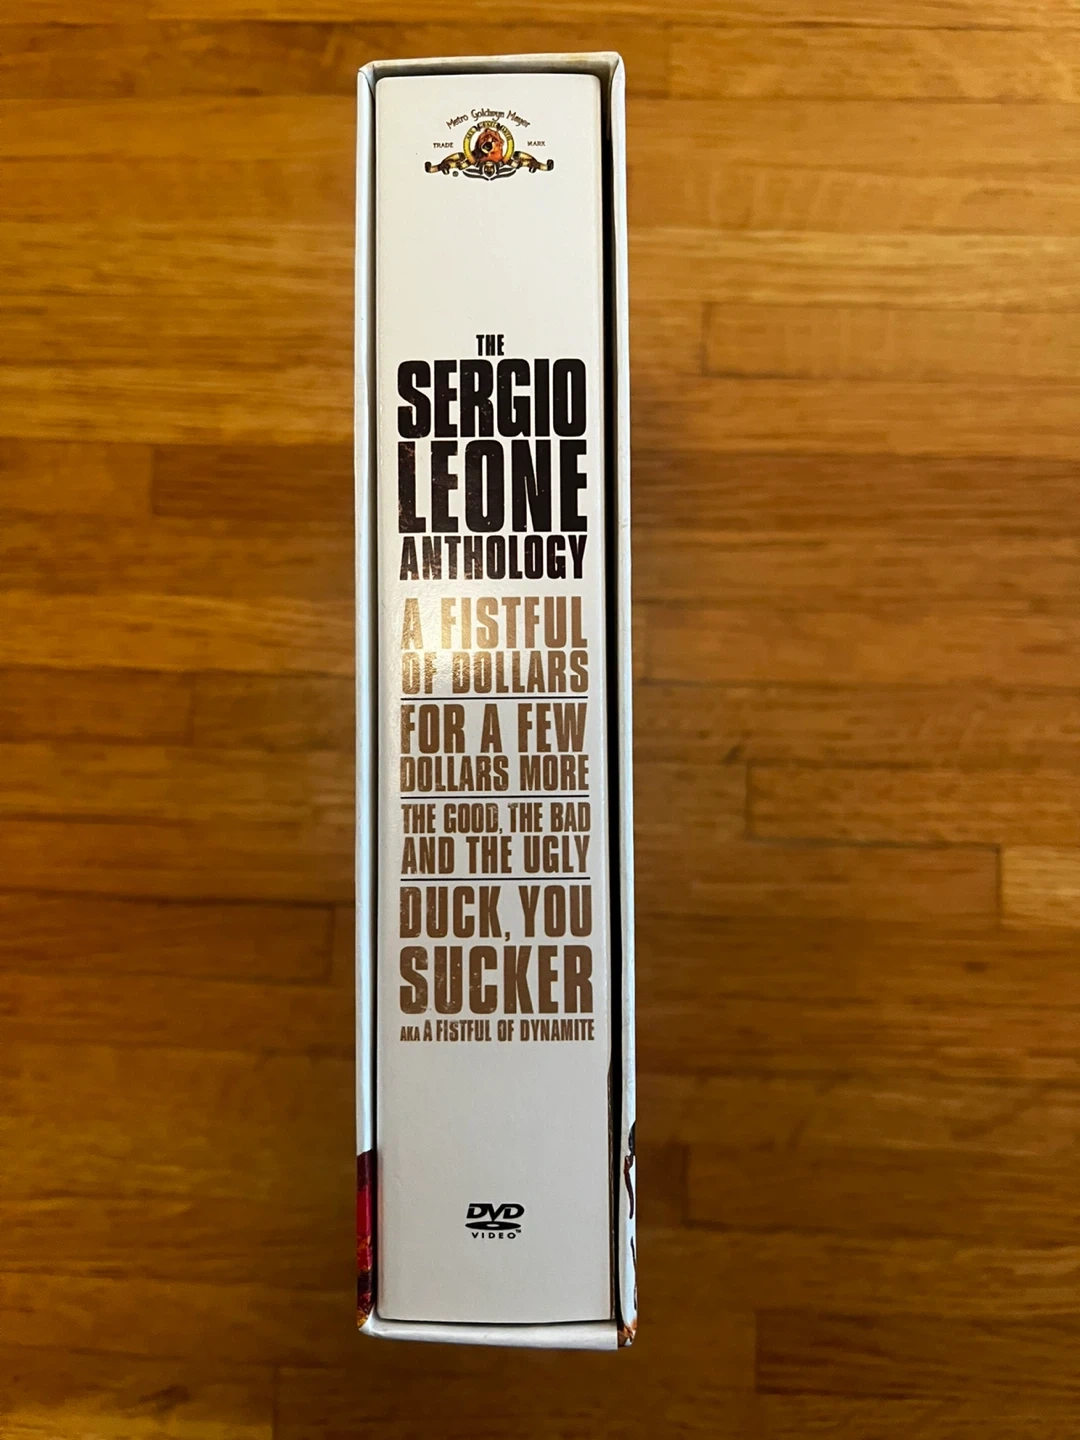 Metro Goldwyn Mayer
TRADE MARK
THE
SERGIO
LEONE
ANTHOLOGY
A FISTFUL
OF DOLLARS
FOR A FEW
DOLLARS MORE
THE GOOD, THE BAD
AND THE UGLY
DUCK, YOU
SUCKER
AKA A FISTFUL OF DYNAMITE
DVD
VIDEO™